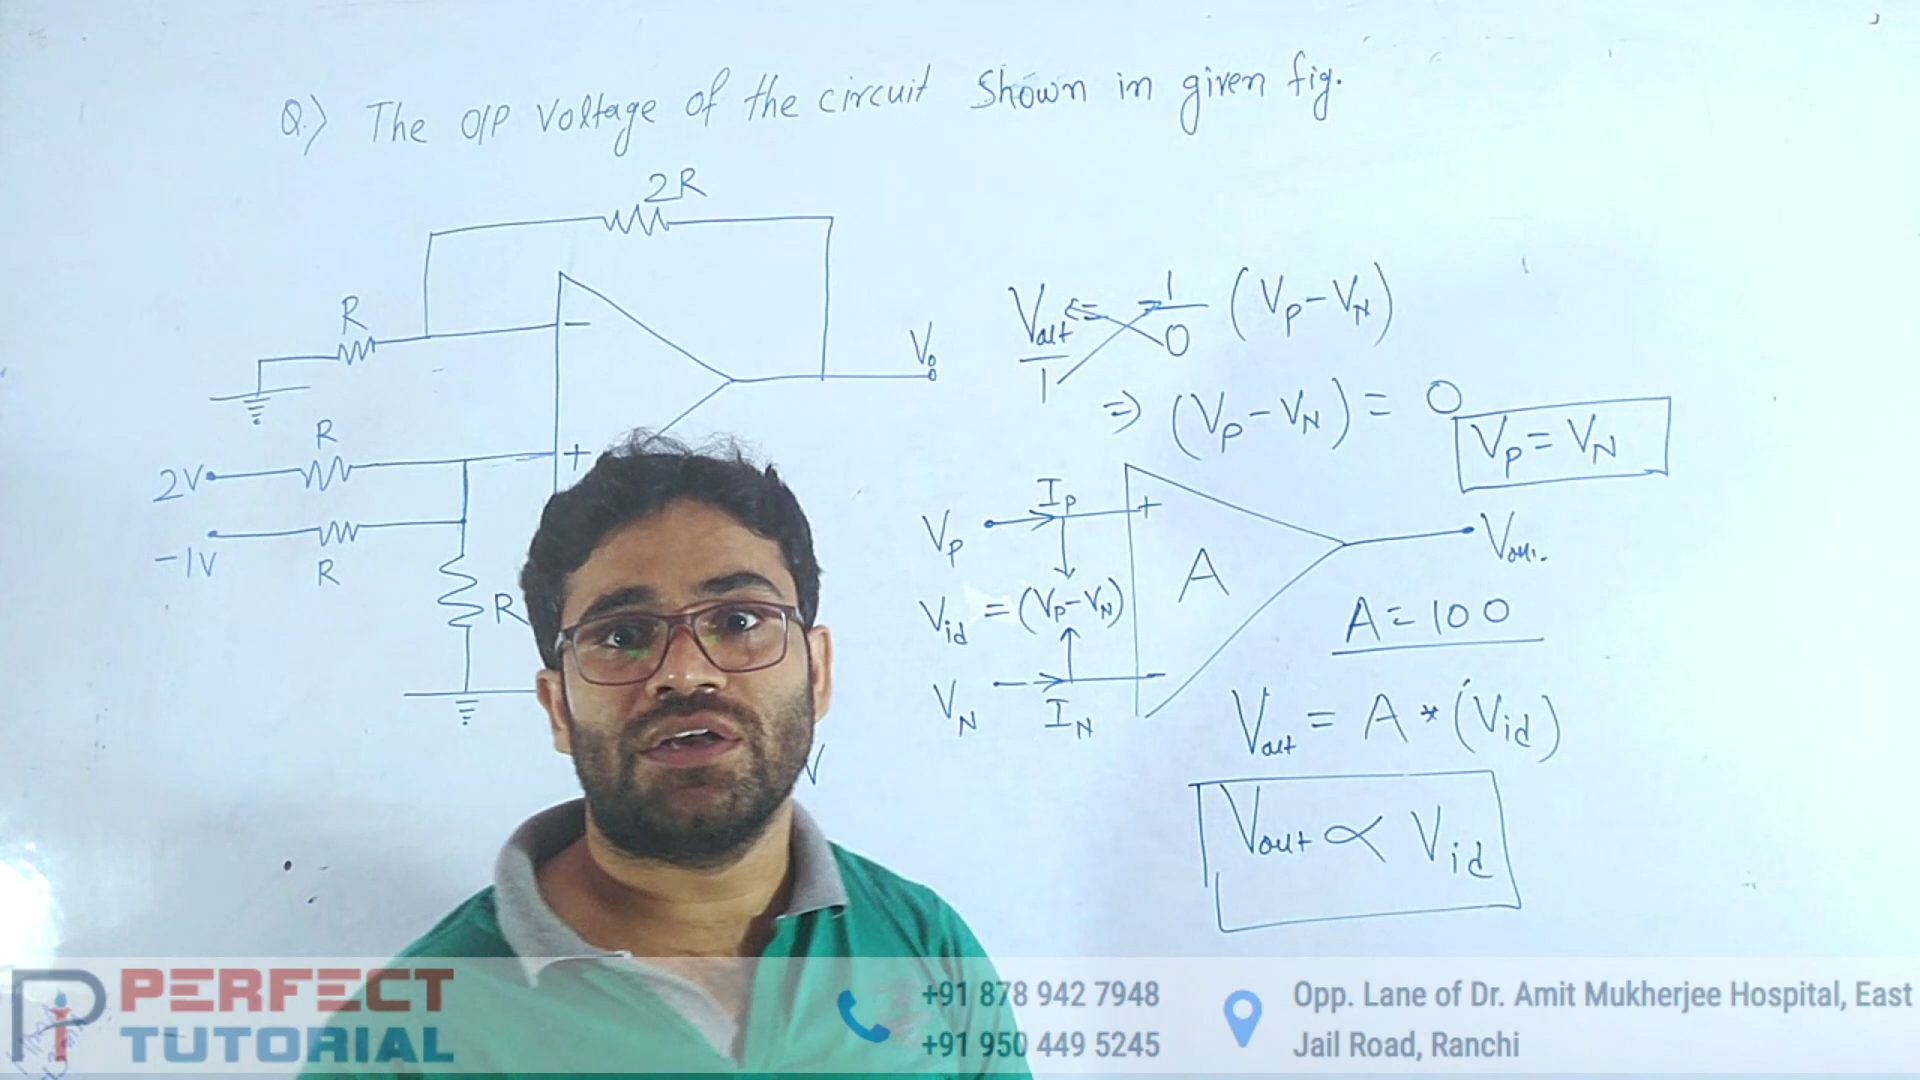 Q.) The O/P Voltage of the circuit Shown in given fig.
2R
R
−
V₀
R
2V
+
-1V
R
R
V
Vout/1 = 1/0 (Vp-VN)
⇒ (Vp-VN) = 0
Vp = VN
Ip
+
Vp
A
Vout.
Vid = (Vp-VN)
A = 100
VN
IN
−
Vout = A * (Vid)
Vout ∝ Vid
PERFECT
TUTORIAL
+91 878 942 7948
+91 950 449 5245
Opp. Lane of Dr. Amit Mukherjee Hospital, East
Jail Road, Ranchi